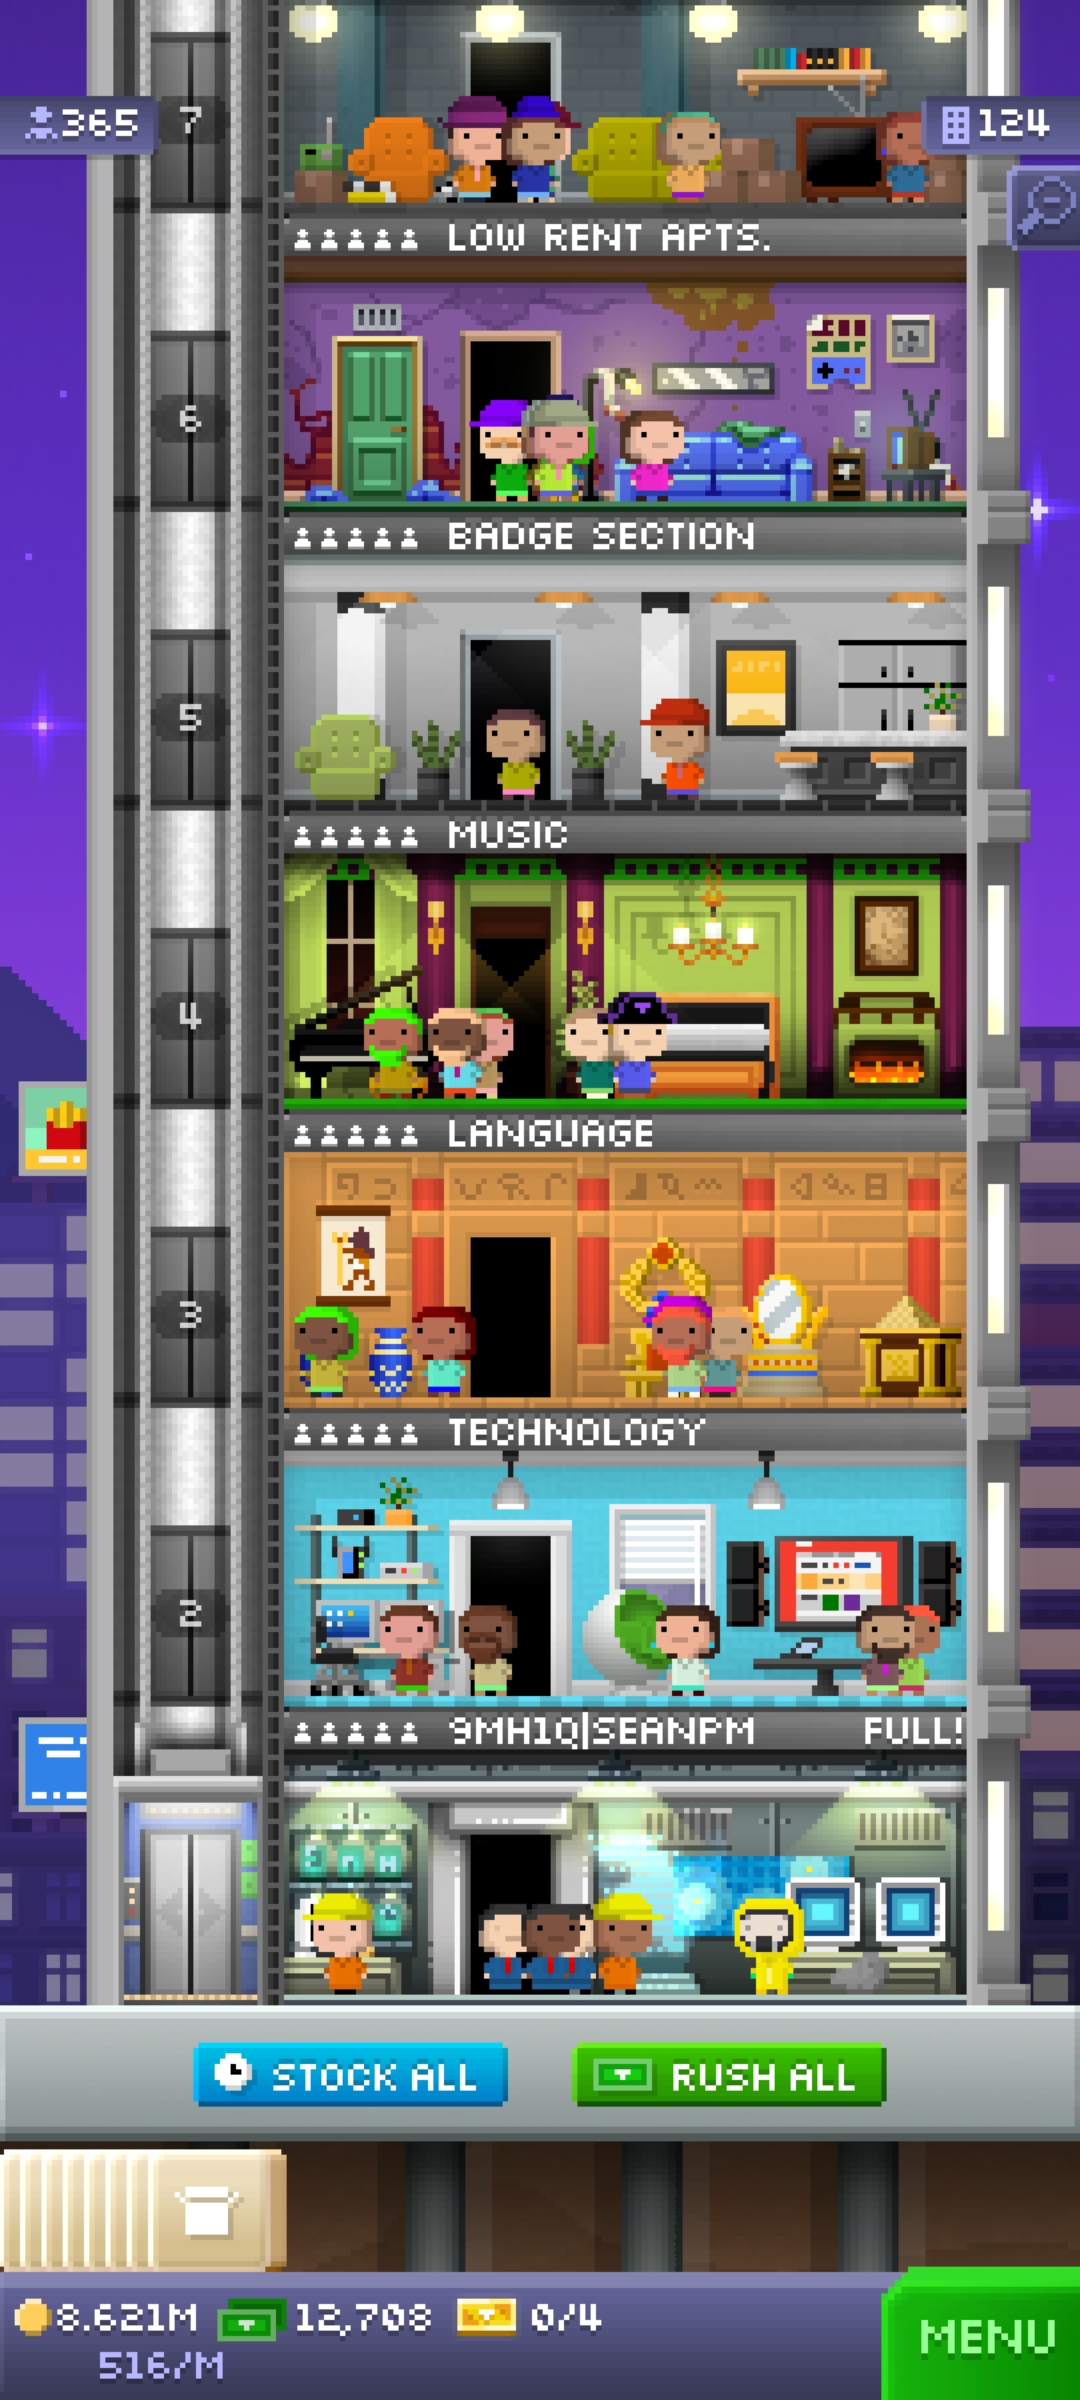 365
7
124
LOW RENT APTS.
6
BADGE SECTION
5
MUSIC
4
LANGUAGE
3
TECHNOLOGY
2
9MH1Q|SEANPM FULL!
STOCK ALL
RUSH ALL
8.621M 12,708 0/4
516/M
MENU